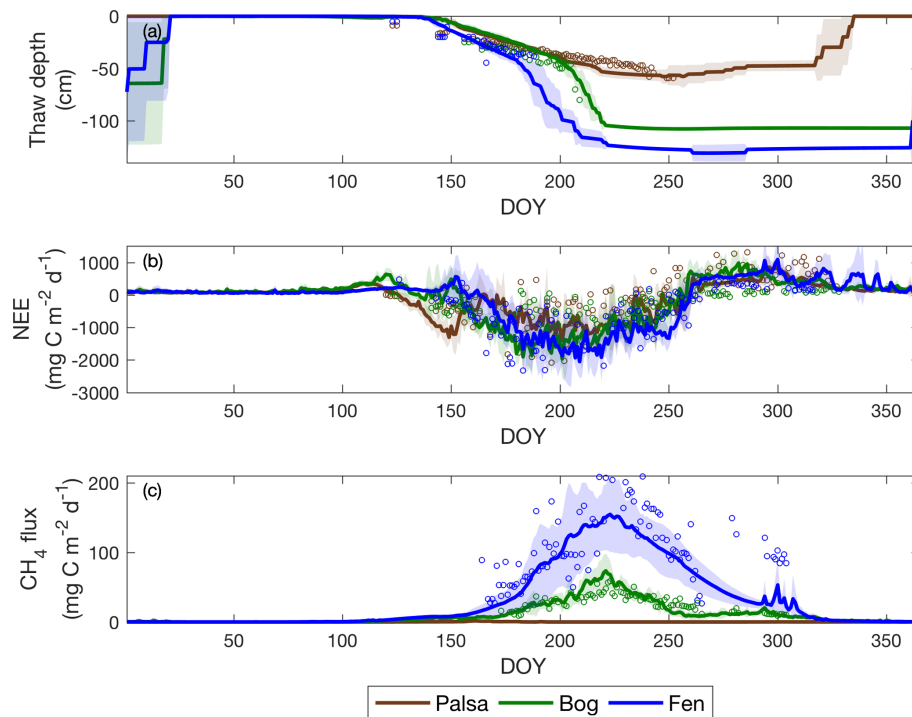 (a)
0
-50
-100
Thaw depth
(cm)
50 100 150 200 250 300 350
DOY
(b)
1000
0
-1000
-2000
-3000
NEE
(mg C m⁻² d⁻¹)
50 100 150 200 250 300 350
DOY
(c)
200
100
0
CH₄ flux
(mg C m⁻² d⁻¹)
50 100 150 200 250 300 350
DOY
Palsa Bog Fen